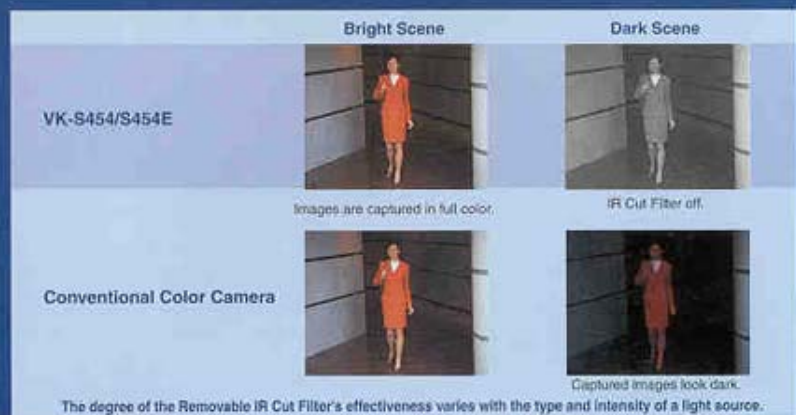 Bright Scene Dark Scene
VK-S454/S454E
Images are captured in full color. IR Cut Filter off.
Conventional Color Camera
Captured images look dark.
The degree of the Removable IR Cut Filter's effectiveness varies with the type and intensity of a light source.